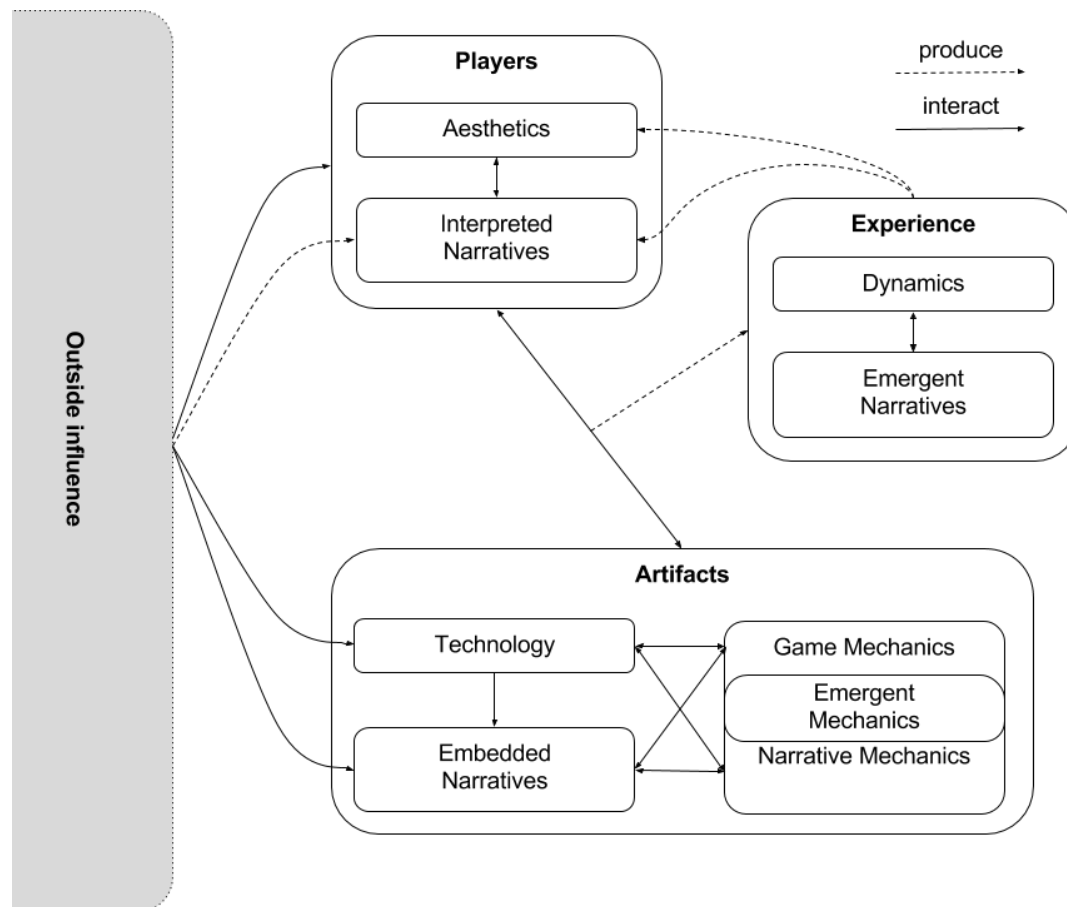 Outside influence
Players
Aesthetics
Interpreted
Narratives
produce
interact
Experience
Dynamics
Emergent
Narratives
Artifacts
Technology
Embedded
Narratives
Game Mechanics
Emergent
Mechanics
Narrative Mechanics